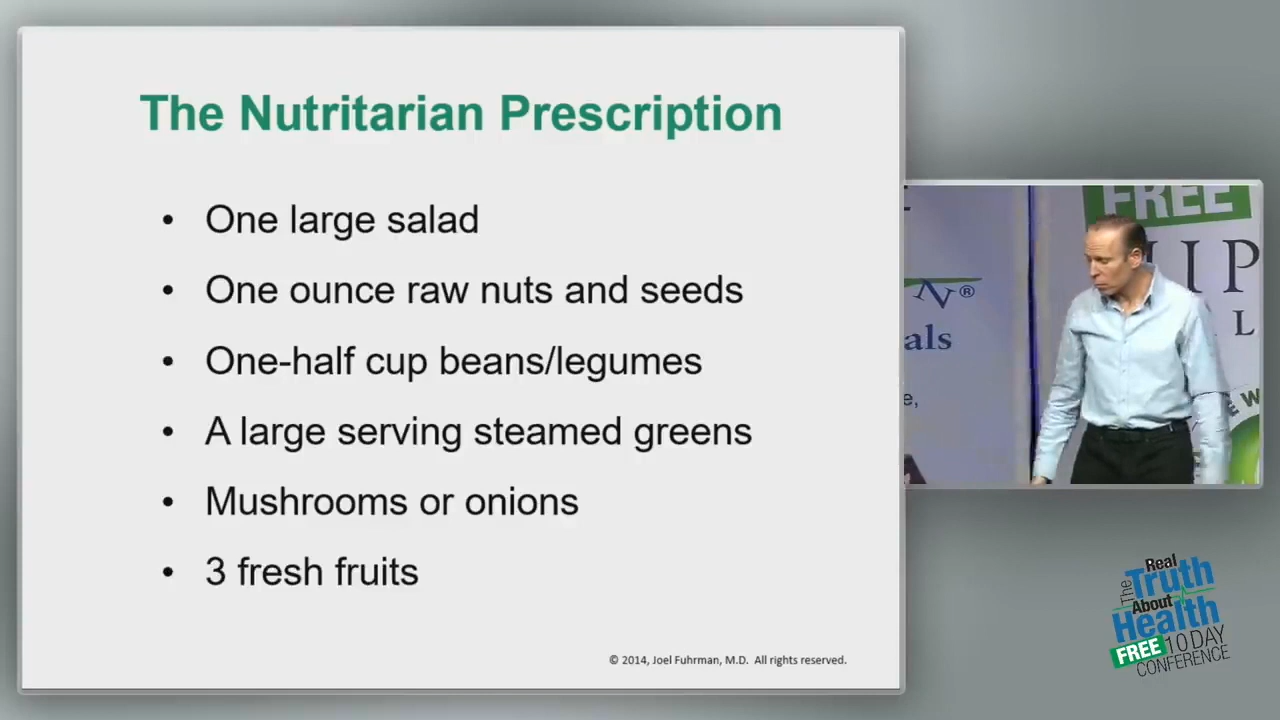 The Nutritarian Prescription
• One large salad
• One ounce raw nuts and seeds
• One-half cup beans/legumes
• A large serving steamed greens
• Mushrooms or onions
• 3 fresh fruits
© 2014, Joel Fuhrman, M.D. All rights reserved.
FREE
N®
als
e,
The Real
Truth
About
Health
FREE 10 DAY
CONFERENCE